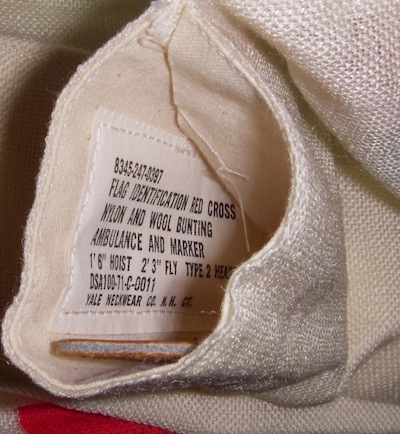 8345-247-0397
FLAG IDENTIFICATION RED CROSS
NYLON AND WOOL BUNTING
AMBULANCE AND MARKER
1'6" HOIST 2'3" FLY TYPE 2 HEAD
DSA100-71-C-0011
YALE NECKWEAR CO. N.H. CT.